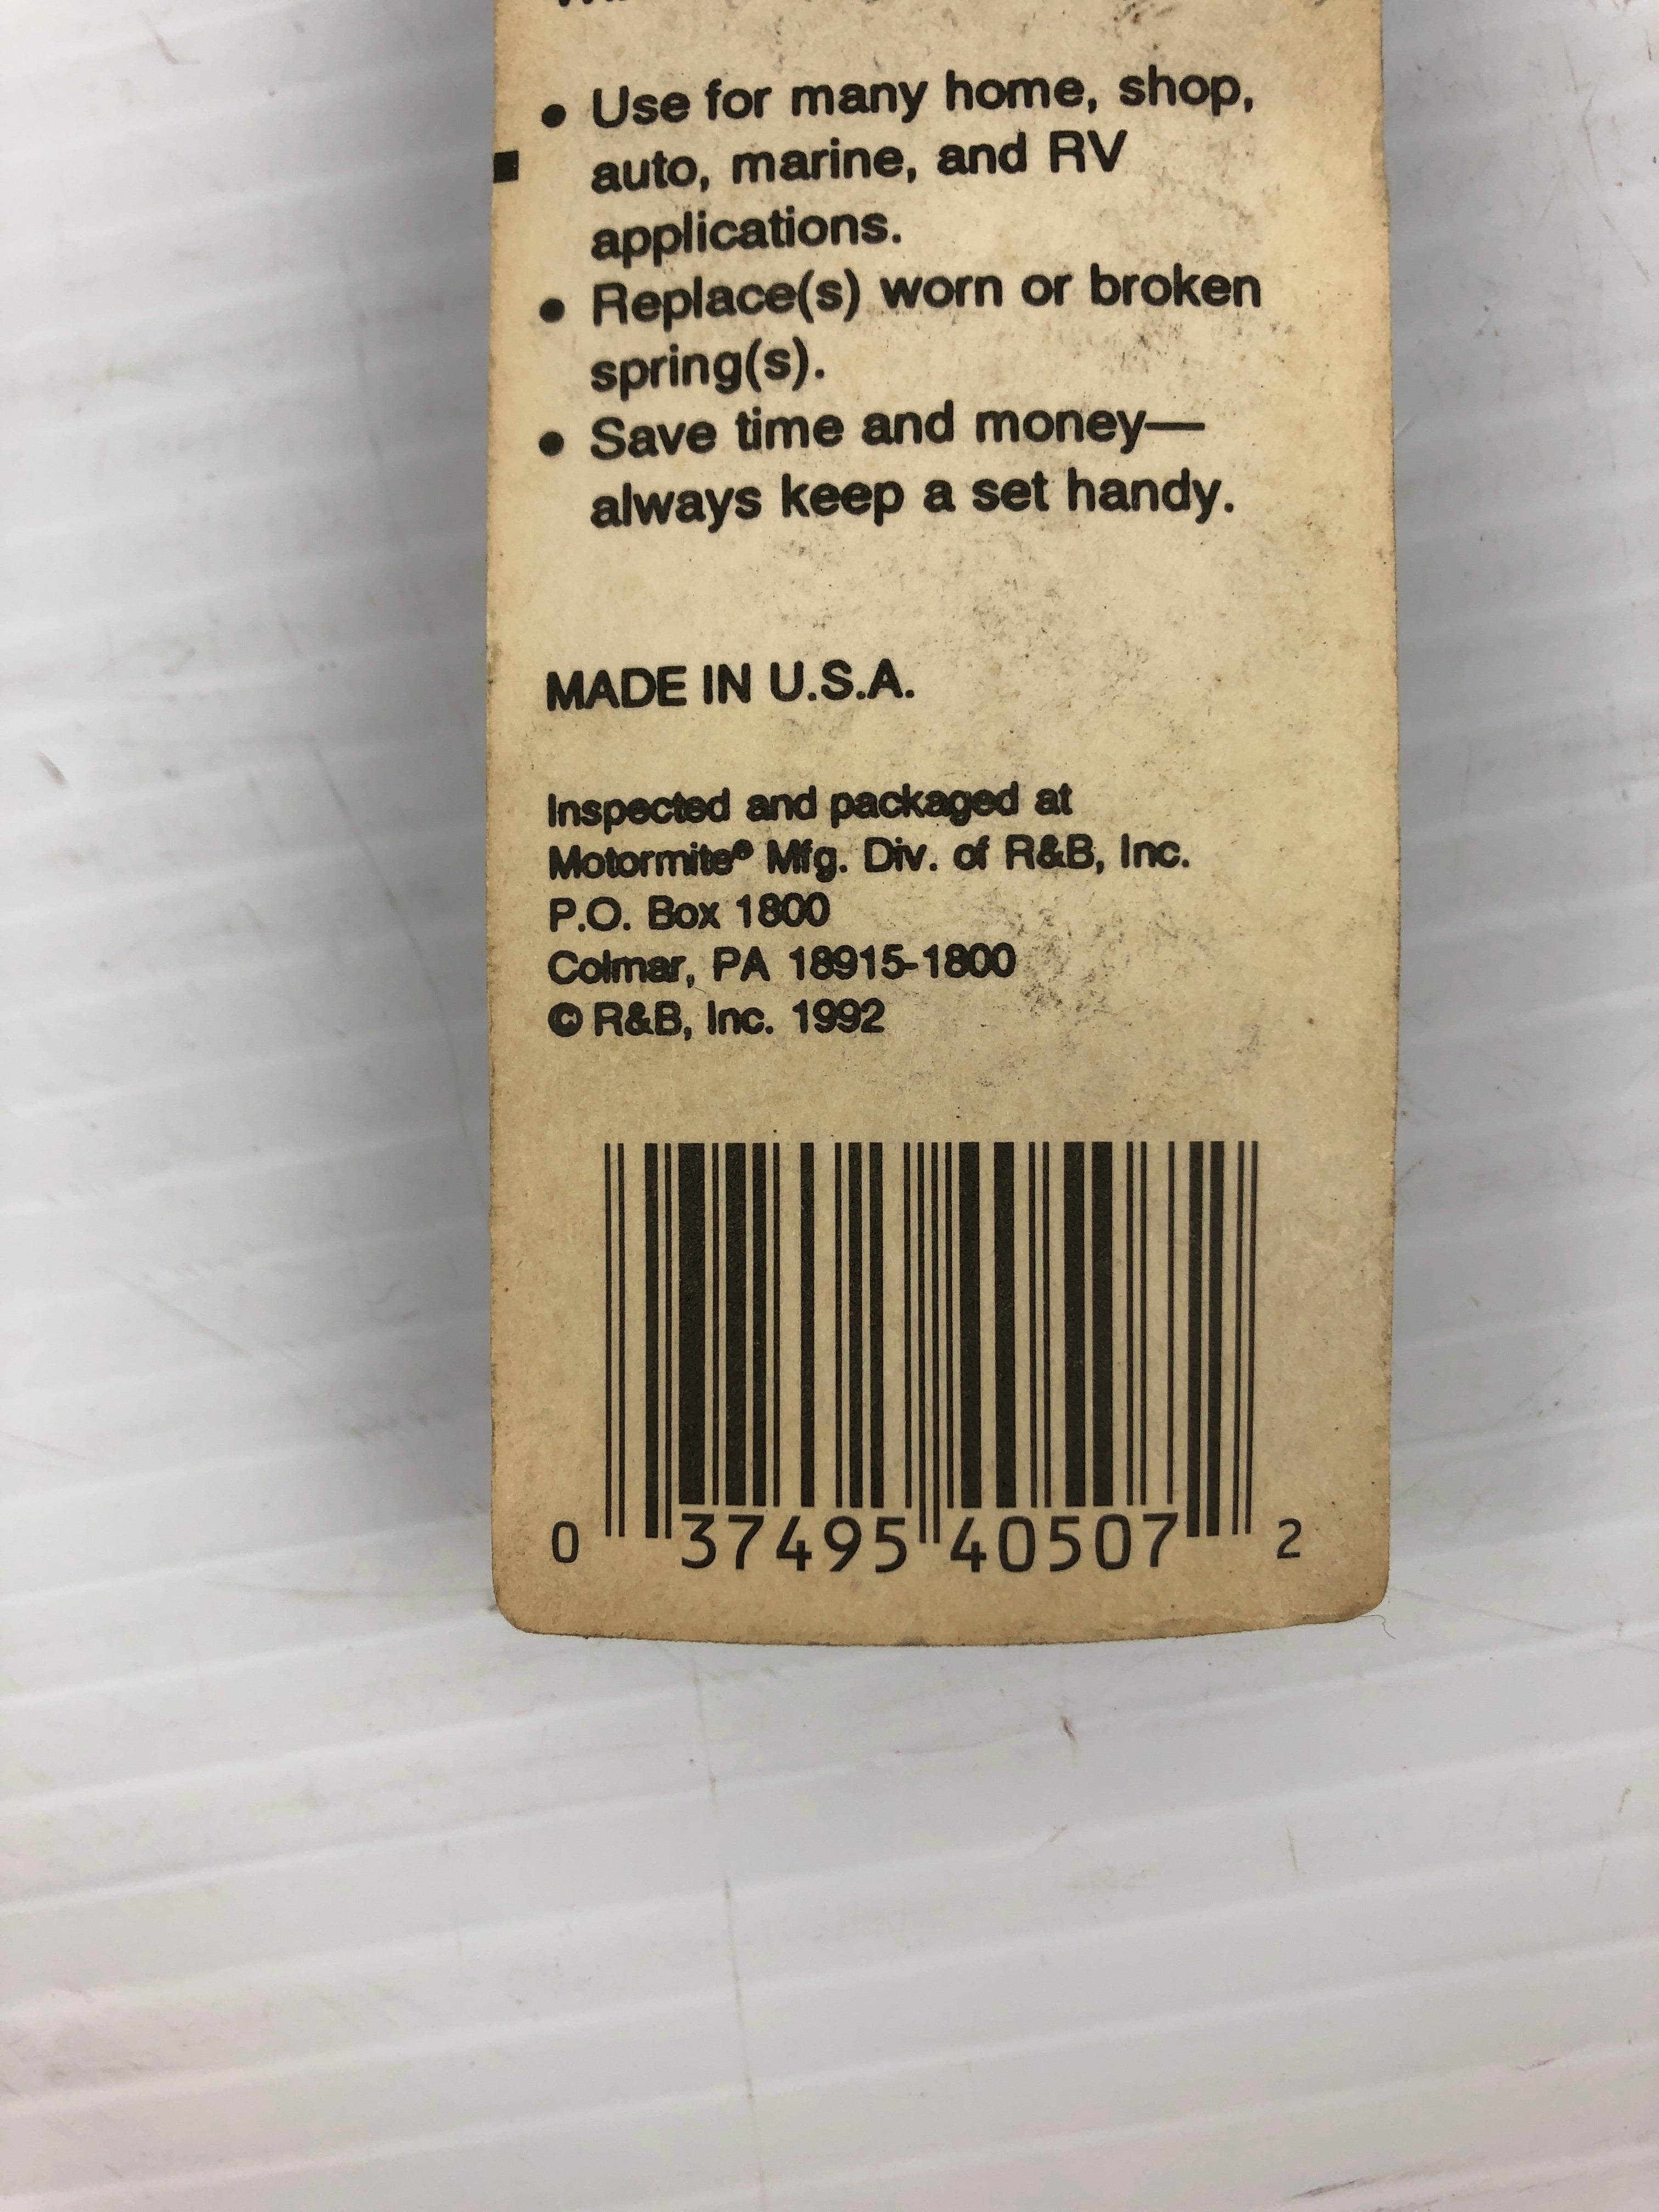 • Use for many home, shop,
auto, marine, and RV
applications.
• Replace(s) worn or broken
spring(s).
• Save time and money—
always keep a set handy.
MADE IN U.S.A.
Inspected and packaged at
Motormite® Mfg. Div. of R&B, Inc.
P.O. Box 1800
Colmar, PA 18915-1800
© R&B, Inc. 1992
0 37495 40507 2